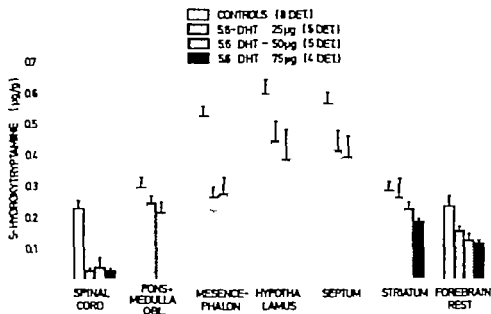 CONTROLS (8 DET.)
5.6-DHT 25µg (5 DET.)
5.6 DHT - 50µg (5 DET.)
5.6 DHT 75µg (4 DET.)
5-HYDROXYTRYPTAMINE (µg/g)
0.7
0.6
0.5
0.4
0.3
0.2
0.1
SPINAL
CORD
PONS+
MEDULLA
OBL.
MESENCE-
PHALON
HYPOTHA
LAMUS
SEPTUM
STRIATUM
FOREBRAIN
REST